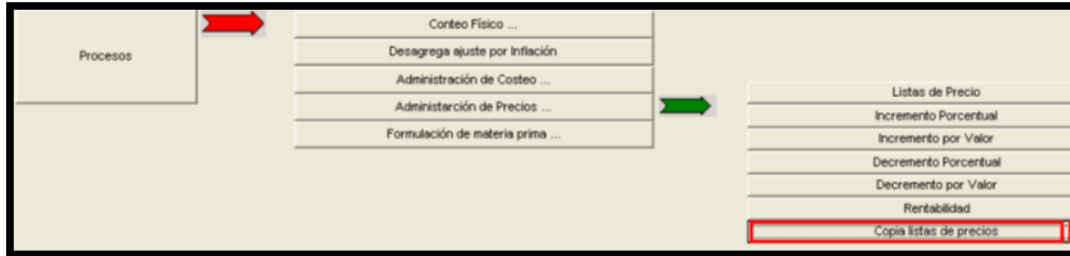 Procesos
Conteo Físico ...
Desagrega ajuste por Inflación
Administración de Costeo ...
Administarción de Precios ...
Formulación de materia prima ...
Listas de Precio
Incremento Porcentual
Incremento por Valor
Decremento Porcentual
Decremento por Valor
Rentabilidad
Copia listas de precios